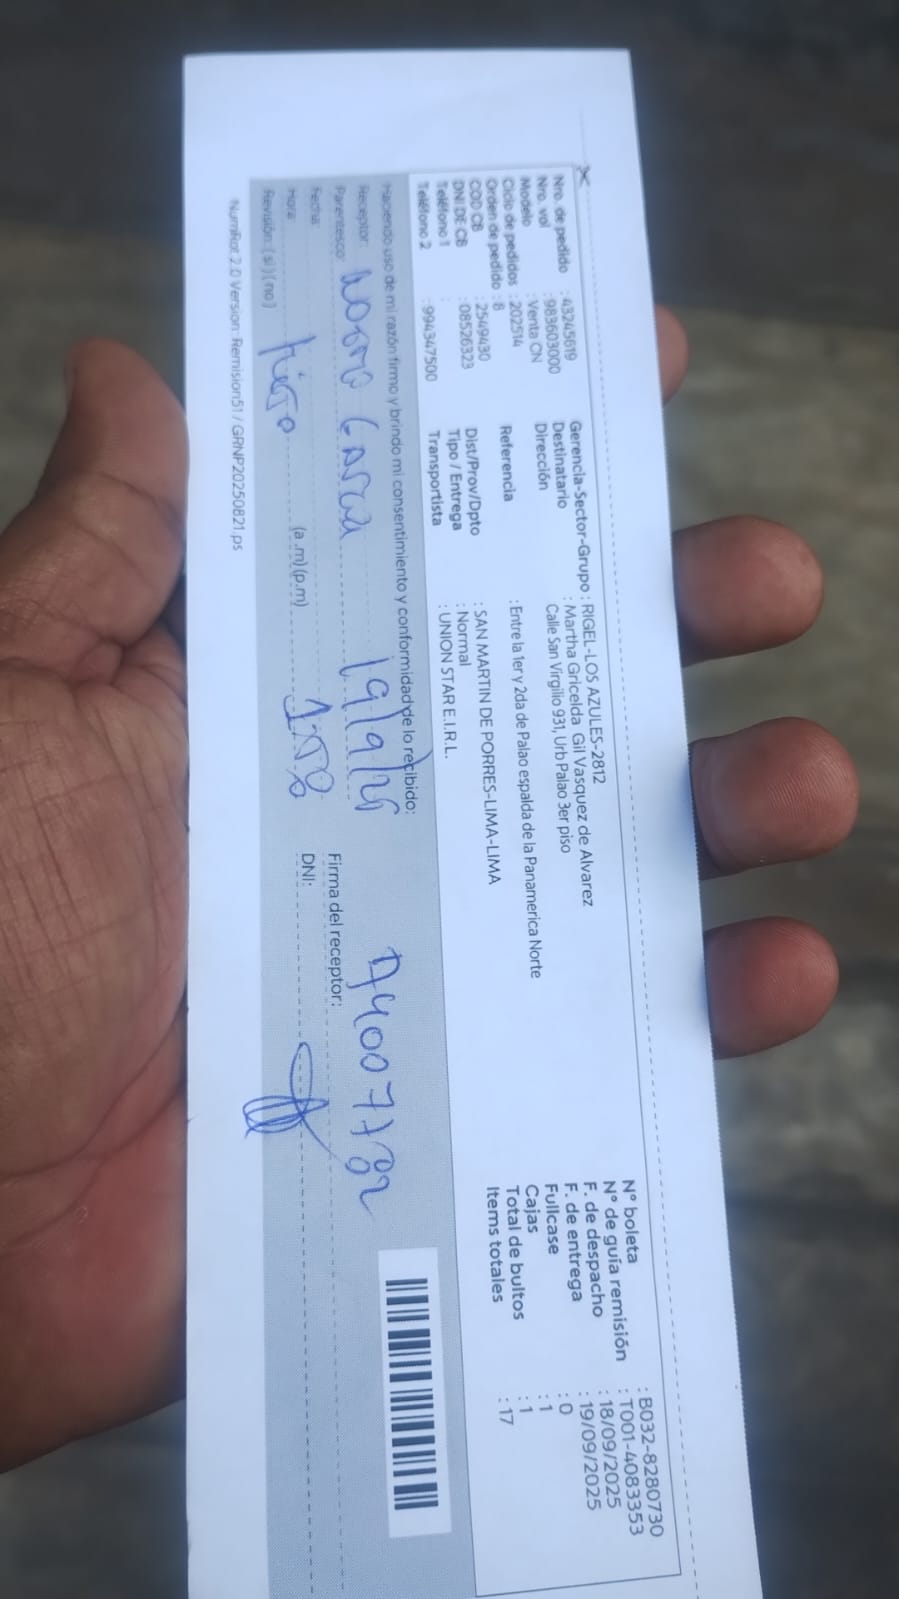 Nro. de pedido : 43245619
Nro. vol : 983603000
Modelo : Venta CN
Ciclo de pedidos : 202514
Orden de pedido : 8
COD CB : 2549430
DNI DE CB : 08526323
Teléfono 1 :
Teléfono 2 : 994347500
Gerencia-Sector-Grupo : RIGEL-LOS AZULES-2812
Destinatario : Martha Gricelda Gil Vasquez de Alvarez
Dirección Calle San Virgilio 931, Urb Palao 3er piso
Referencia : Entre la 1er y 2da de Palao espalda de la Panamerica Norte
Dist/Prov/Dpto : SAN MARTIN DE PORRES-LIMA-LIMA
Tipo / Entrega : Normal
Transportista : UNION STAR E.I.R.L.
N° boleta : B032-8280730
N° de guía remisión : T001-4083353
F. de despacho : 18/09/2025
F. de entrega : 19/09/2025
Fullcase : 0
Cajas : 1
Total de bultos : 1
Items totales : 17
Haciendo uso de mi razón firmo y brindo mi consentimiento y conformidad de lo recibido:
Receptor:
Parentesco:
Fecha
Hora (a.m)(p.m)
Revisión: (si)(no)
Firma del receptor:
DNI:
NumRot 2.0 Version: Remision51 / GRNP20250821.ps